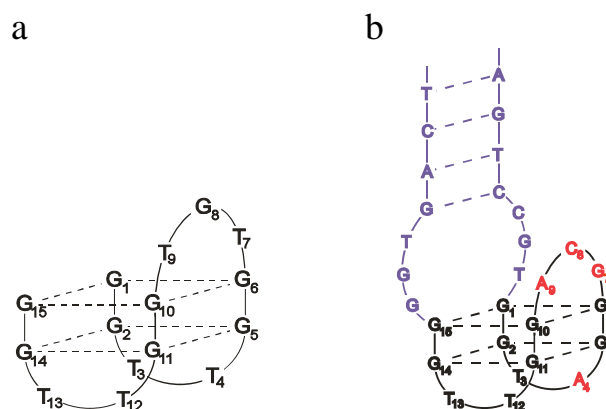 a
G8
T9 T7
G1 G6
G15 G10
G2 G5
G14 G11
T3 T4
T13 T12
b
A
T
G
C
T
A
C
G C
G
T
C8
G
G T A9
G
G1 G
G15 G10
G2 G
G14 G11
T3 A4
T13 T12